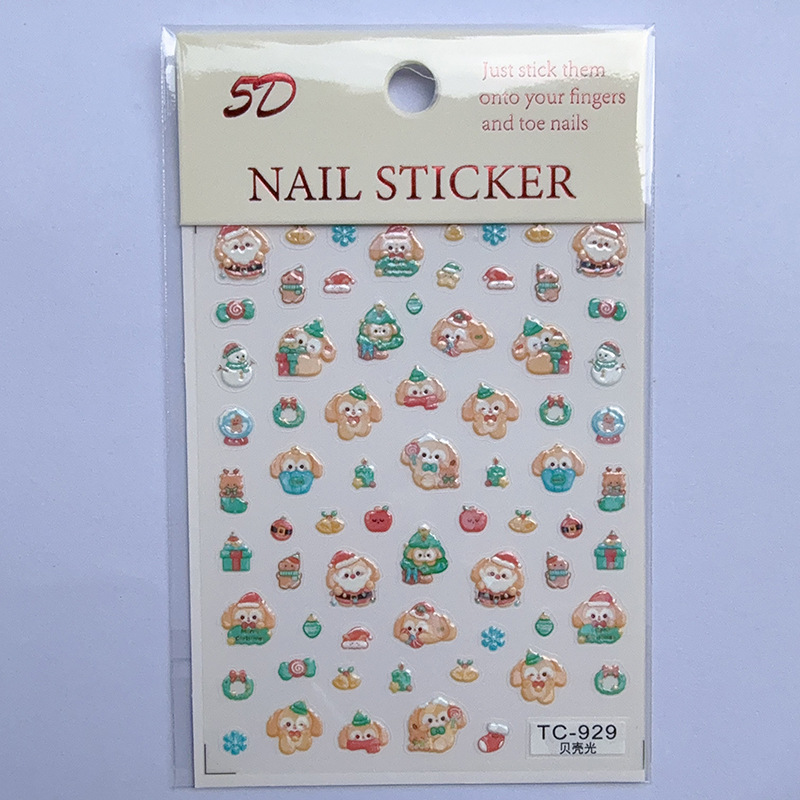 5D
Just stick them
onto your fingers
and toe nails
NAIL STICKER
TC-929
贝壳光